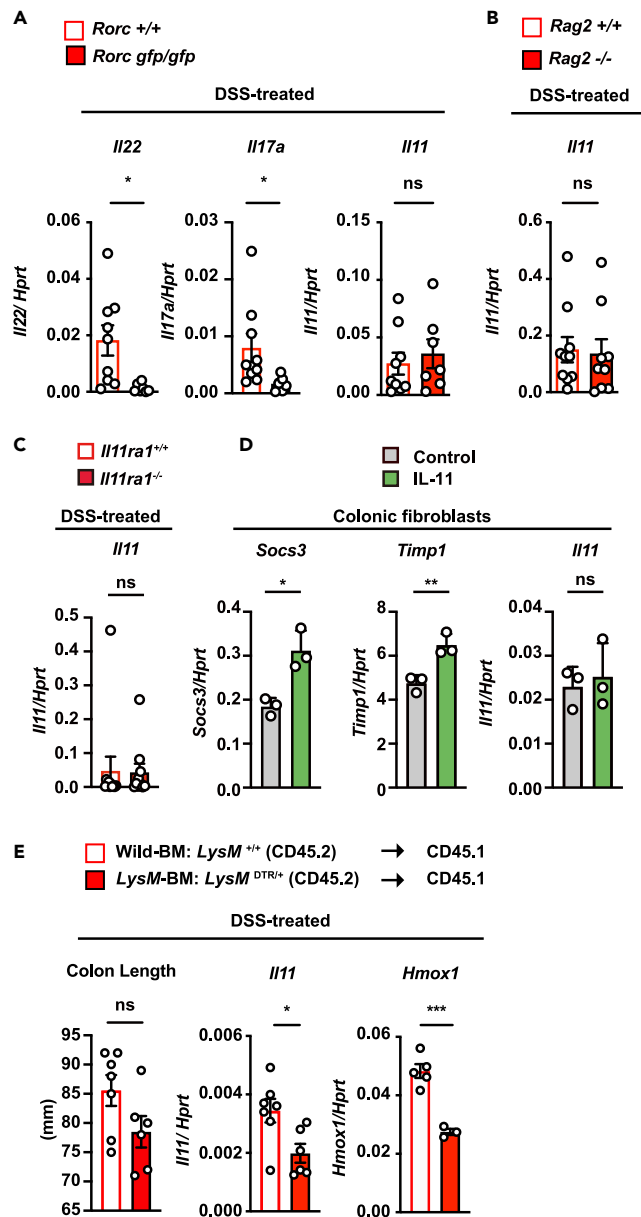 A
Rorc +/+
Rorc gfp/gfp
DSS-treated
Il22
Il17a
Il11
*
*
ns
Il22/ Hprt
0.06
0.04
0.02
0.00
Il17a/Hprt
0.03
0.02
0.01
0.00
Il11/Hprt
0.15
0.10
0.05
0.00
B
Rag2 +/+
Rag2 -/-
DSS-treated
Il11
ns
Il11/Hprt
0.6
0.4
0.2
0.0
C
Il11ra1+/+
Il11ra1-/-
DSS-treated
Il11
ns
Il11/Hprt
0.5
0.4
0.3
0.2
0.1
0.0
D
Control
IL-11
Colonic fibroblasts
Socs3
Timp1
Il11
*
**
ns
Socs3/Hprt
0.4
0.3
0.2
0.1
0.0
Timp1/Hprt
8
6
4
2
0
Il11/Hprt
0.04
0.03
0.02
0.01
0.00
E
Wild-BM: LysM +/+ (CD45.2) → CD45.1
LysM-BM: LysM DTR/+ (CD45.2) → CD45.1
DSS-treated
Colon Length
Il11
Hmox1
ns
*
***
(mm)
95
90
85
80
75
70
65
Il11/ Hprt
0.006
0.004
0.002
0.000
Hmox1/Hprt
0.06
0.04
0.02
0.00